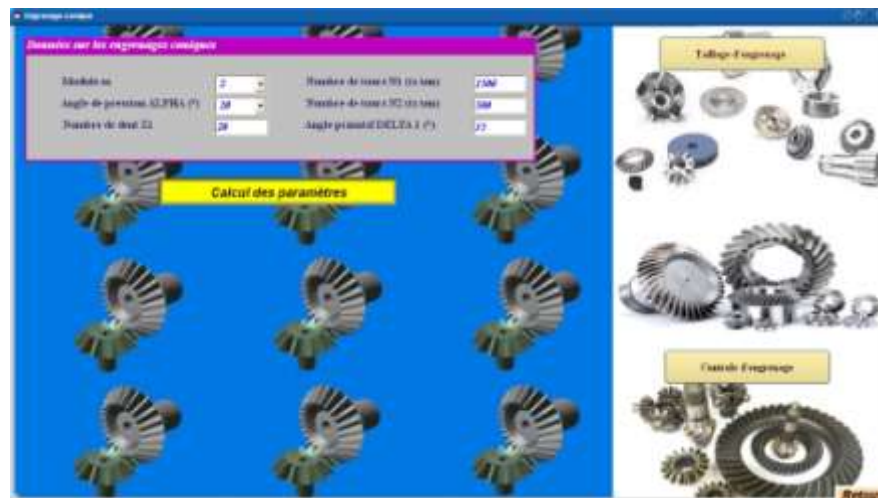 Engrenage conique
Données sur les engrenages coniques
Module m
Angle de pression ALPHA (°) 20
Nombre de dent Z1 20
Nombre de tours N1 (tr/mn) 1500
Nombre de tours N2 (tr/mn) 500
Angle primitif DELTA 1 (°)
Calcul des paramètres
Taillage d'engrenage
Controle d'engrenage
Retour